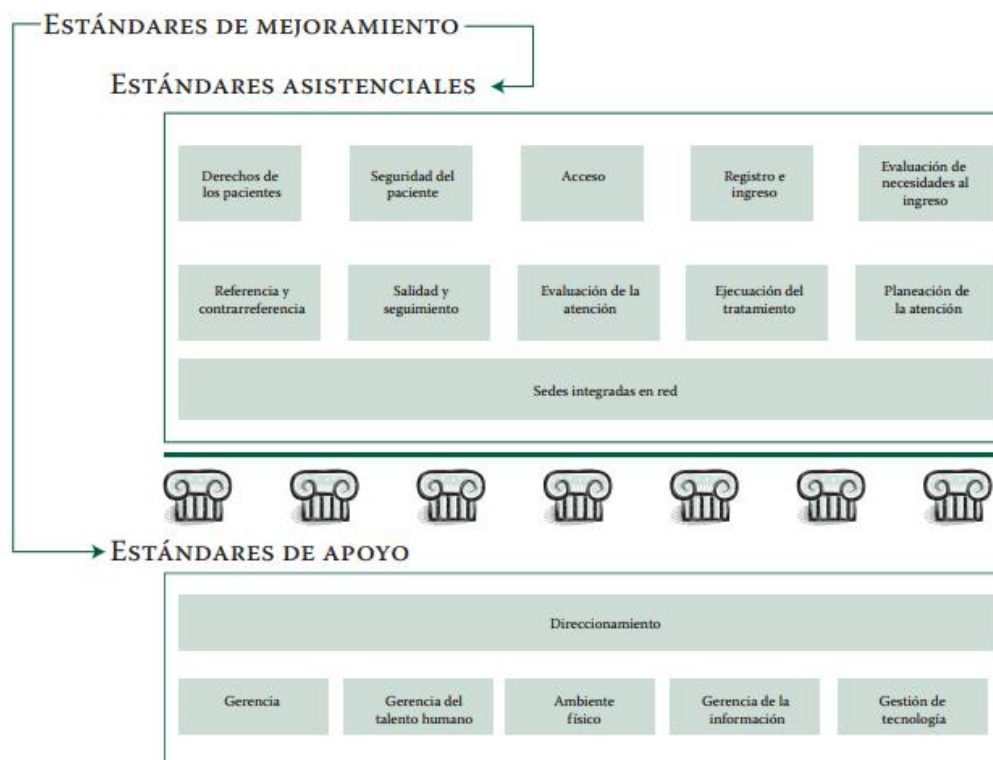 ESTÁNDARES DE MEJORAMIENTO
ESTÁNDARES ASISTENCIALES
Derechos de
los pacientes
Seguridad del
paciente
Acceso
Registro e
ingreso
Evaluación de
necesidades al
ingreso
Referencia y
contrarreferencia
Salidad y
seguimiento
Evaluación de la
atención
Ejecuación del
tratamiento
Planeación de
la atención
Sedes integradas en red
ESTÁNDARES DE APOYO
Direccionamiento
Gerencia
Gerencia del
talento humano
Ambiente
físico
Gerencia de la
información
Gestión de
tecnología